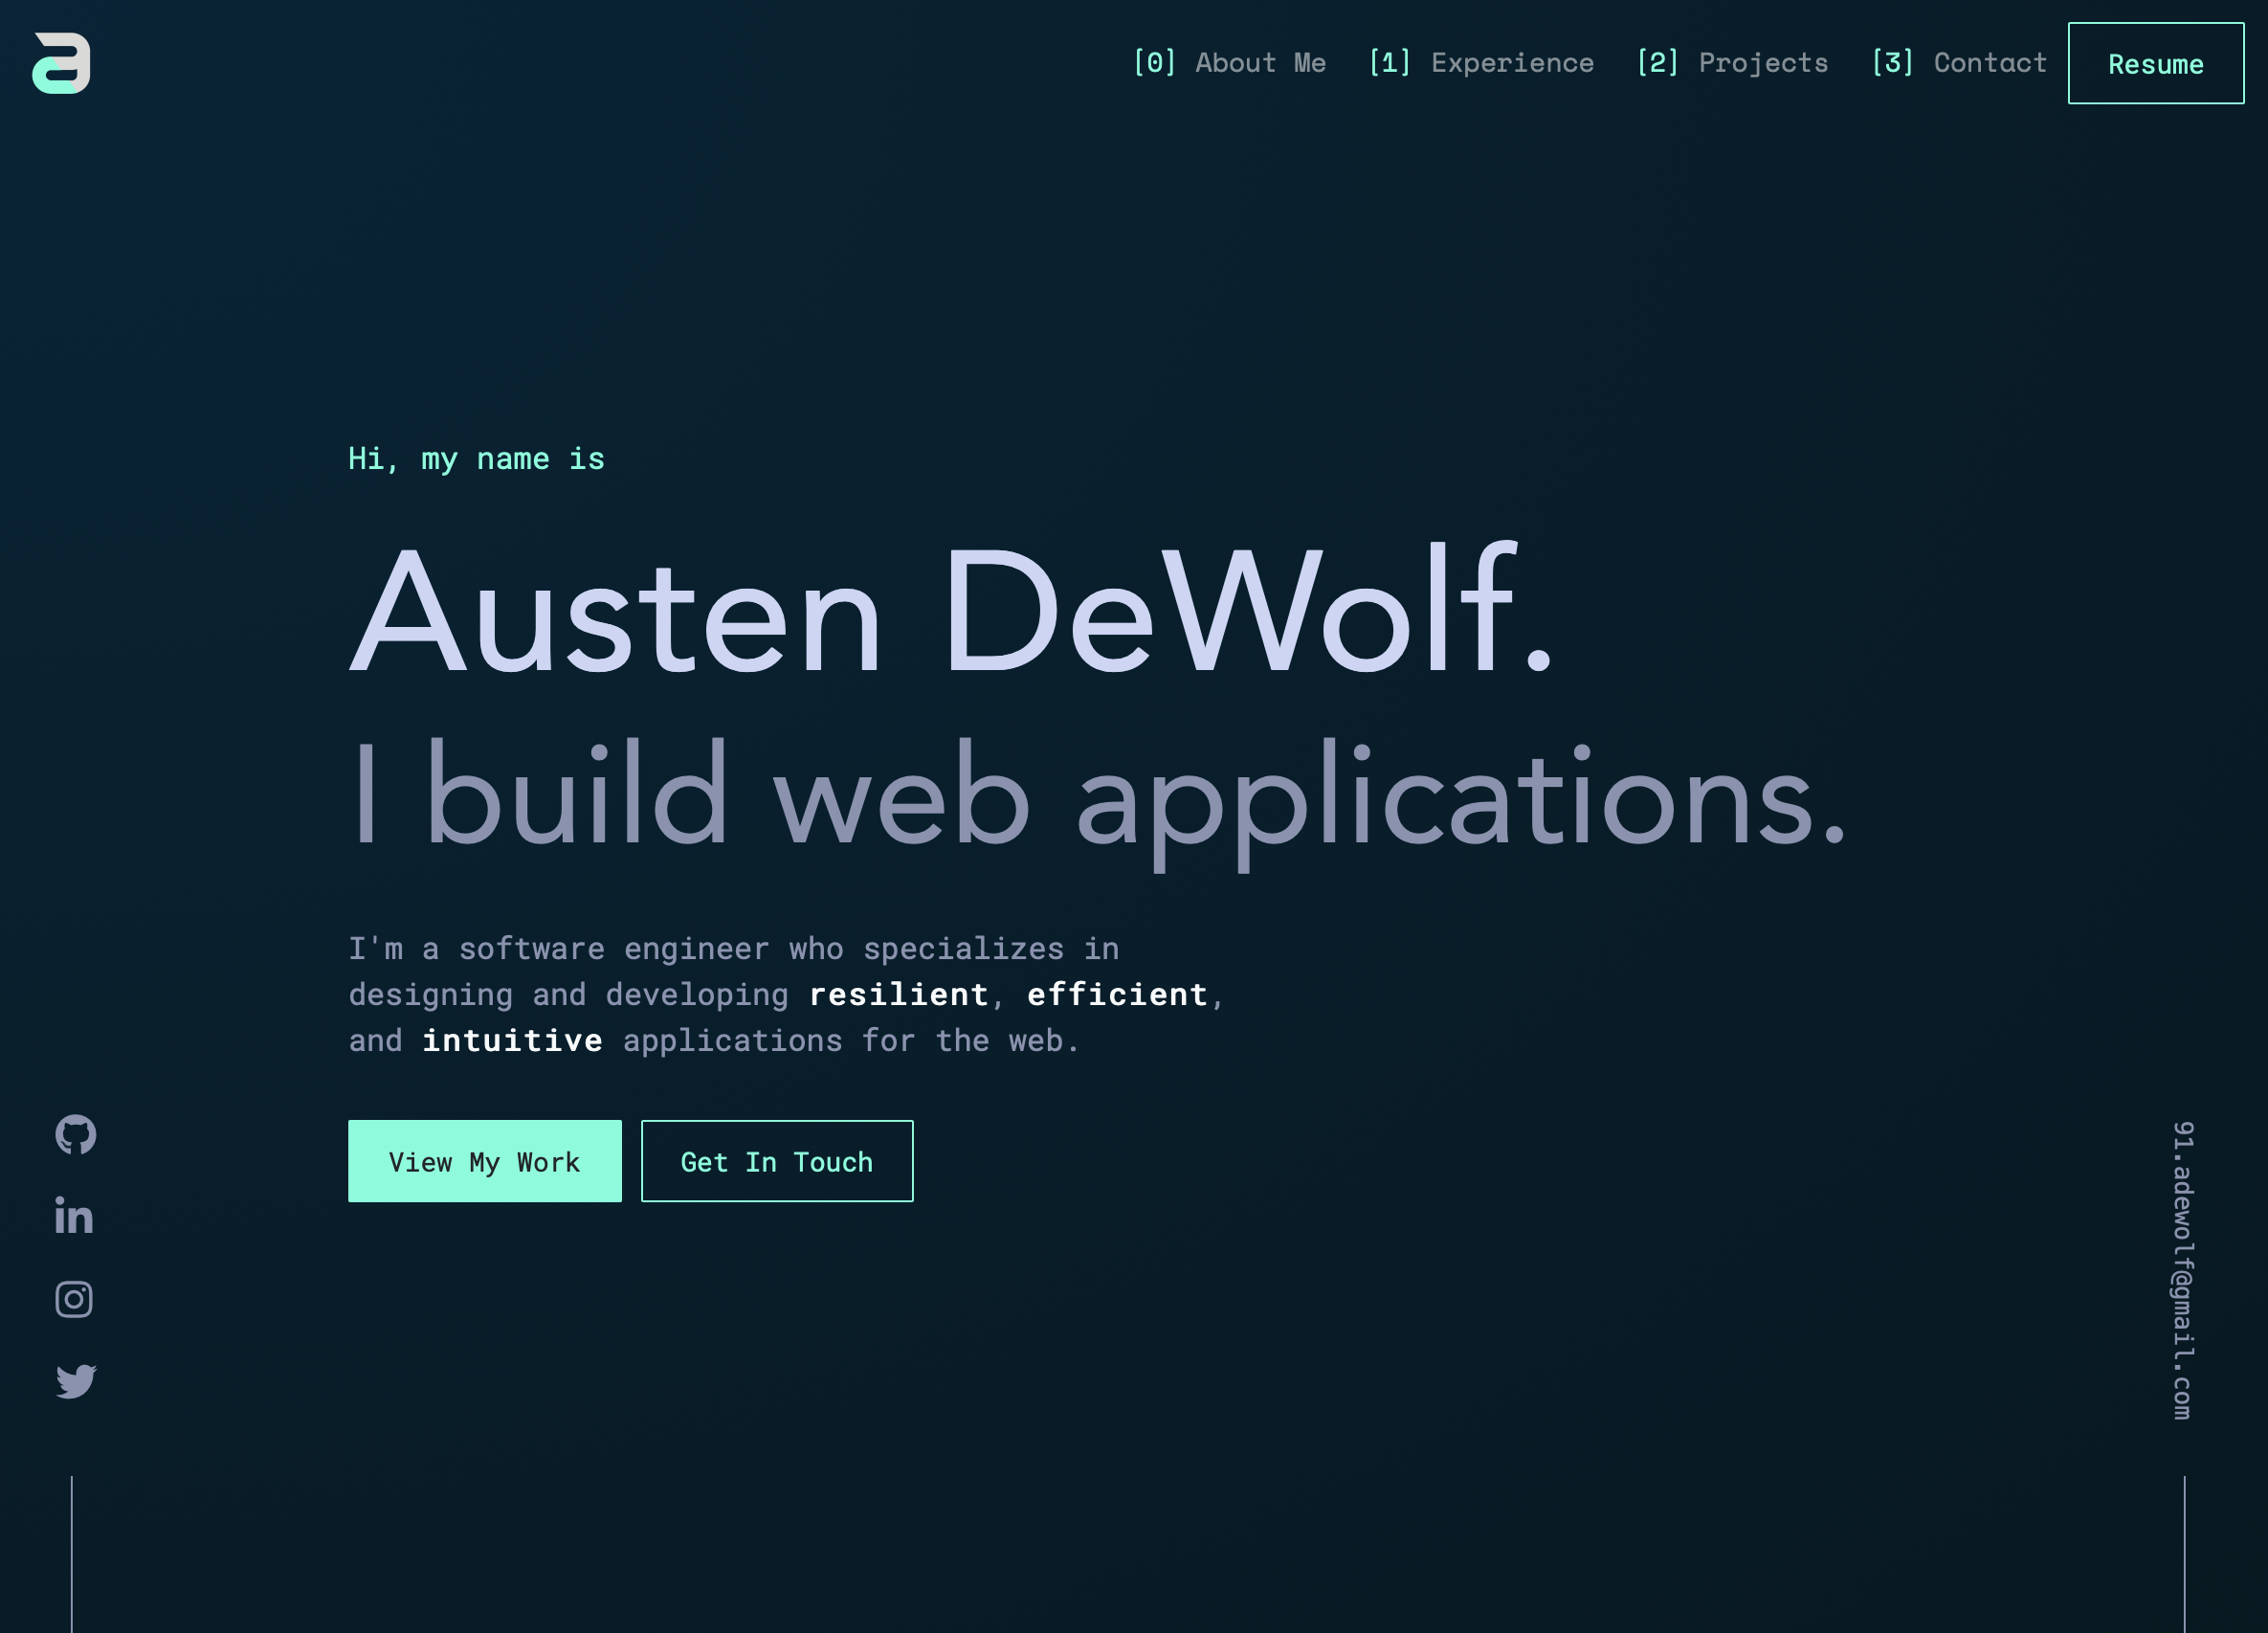 [0] About Me [1] Experience [2] Projects [3] Contact Resume
Hi, my name is
Austen DeWolf.
I build web applications.
I'm a software engineer who specializes in
designing and developing resilient, efficient,
and intuitive applications for the web.
View My Work Get In Touch
91.adewolf@gmail.com